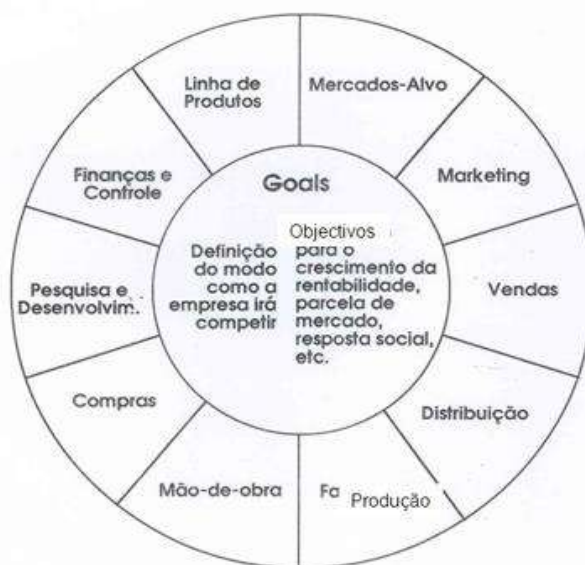 Linha de
Produtos
Mercados-Alvo
Marketing
Vendas
Distribuição
Fa Produção
Mão-de-obra
Compras
Pesquisa e
Desenvolvim.
Finanças e
Controle
Goals
Definição
do modo
como a
empresa irá
competir
Objectivos
para o
crescimento da
rentabilidade,
parcela de
mercado,
resposta social,
etc.